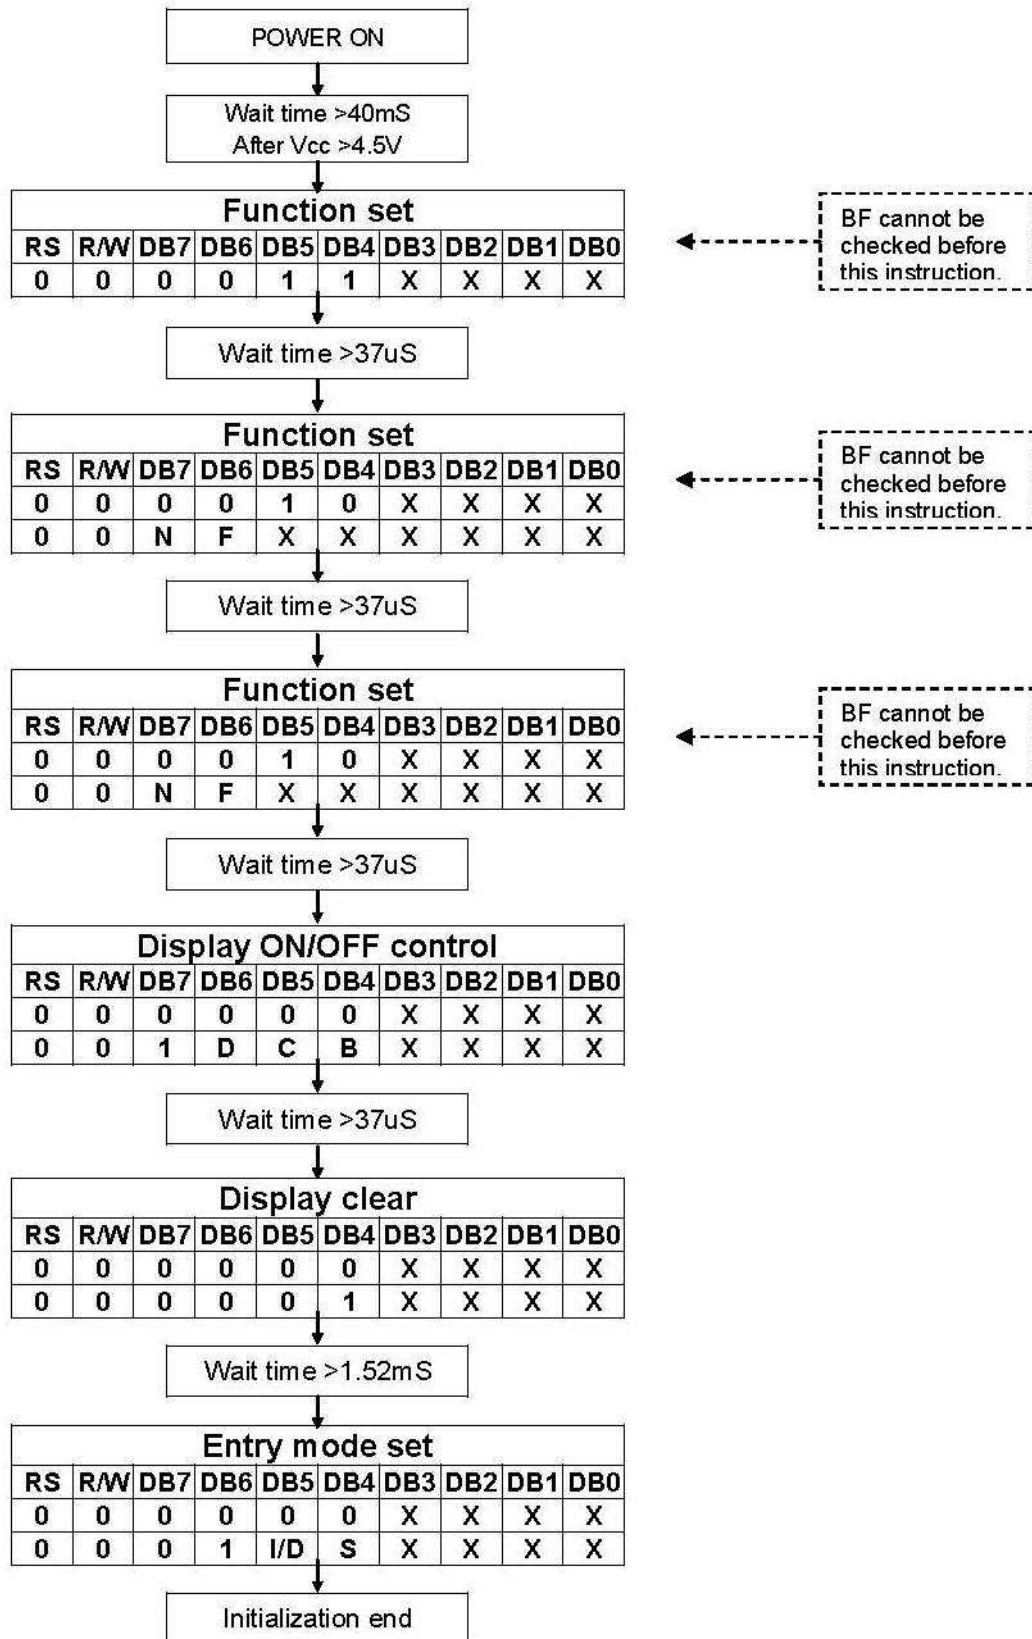 POWER ON
Wait time >40mS
After Vcc >4.5V
Function set
RS R/W DB7 DB6 DB5 DB4 DB3 DB2 DB1 DB0
0 0 0 0 1 1 X X X X
BF cannot be
checked before
this instruction.
Wait time >37uS
Function set
RS R/W DB7 DB6 DB5 DB4 DB3 DB2 DB1 DB0
0 0 0 0 1 0 X X X X
0 0 N F X X X X X X
BF cannot be
checked before
this instruction.
Wait time >37uS
Function set
RS R/W DB7 DB6 DB5 DB4 DB3 DB2 DB1 DB0
0 0 0 0 1 0 X X X X
0 0 N F X X X X X X
BF cannot be
checked before
this instruction.
Wait time >37uS
Display ON/OFF control
RS R/W DB7 DB6 DB5 DB4 DB3 DB2 DB1 DB0
0 0 0 0 0 0 X X X X
0 0 1 D C B X X X X
Wait time >37uS
Display clear
RS R/W DB7 DB6 DB5 DB4 DB3 DB2 DB1 DB0
0 0 0 0 0 0 X X X X
0 0 0 0 0 1 X X X X
Wait time >1.52mS
Entry mode set
RS R/W DB7 DB6 DB5 DB4 DB3 DB2 DB1 DB0
0 0 0 0 0 0 X X X X
0 0 0 1 I/D S X X X X
Initialization end